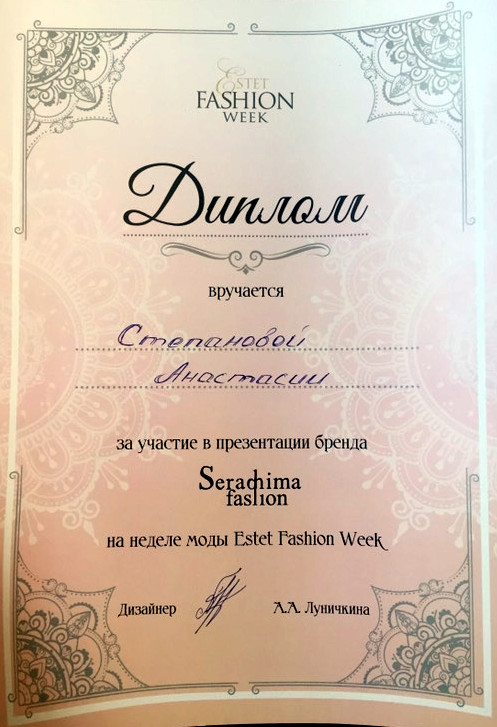 Estet
FASHION
WEEK
Диплом
вручается
Степановой
Анастасии
за участие в презентации бренда
Seraphima
fashion
на неделе моды Estet Fashion Week
Дизайнер А.А. Луничкина